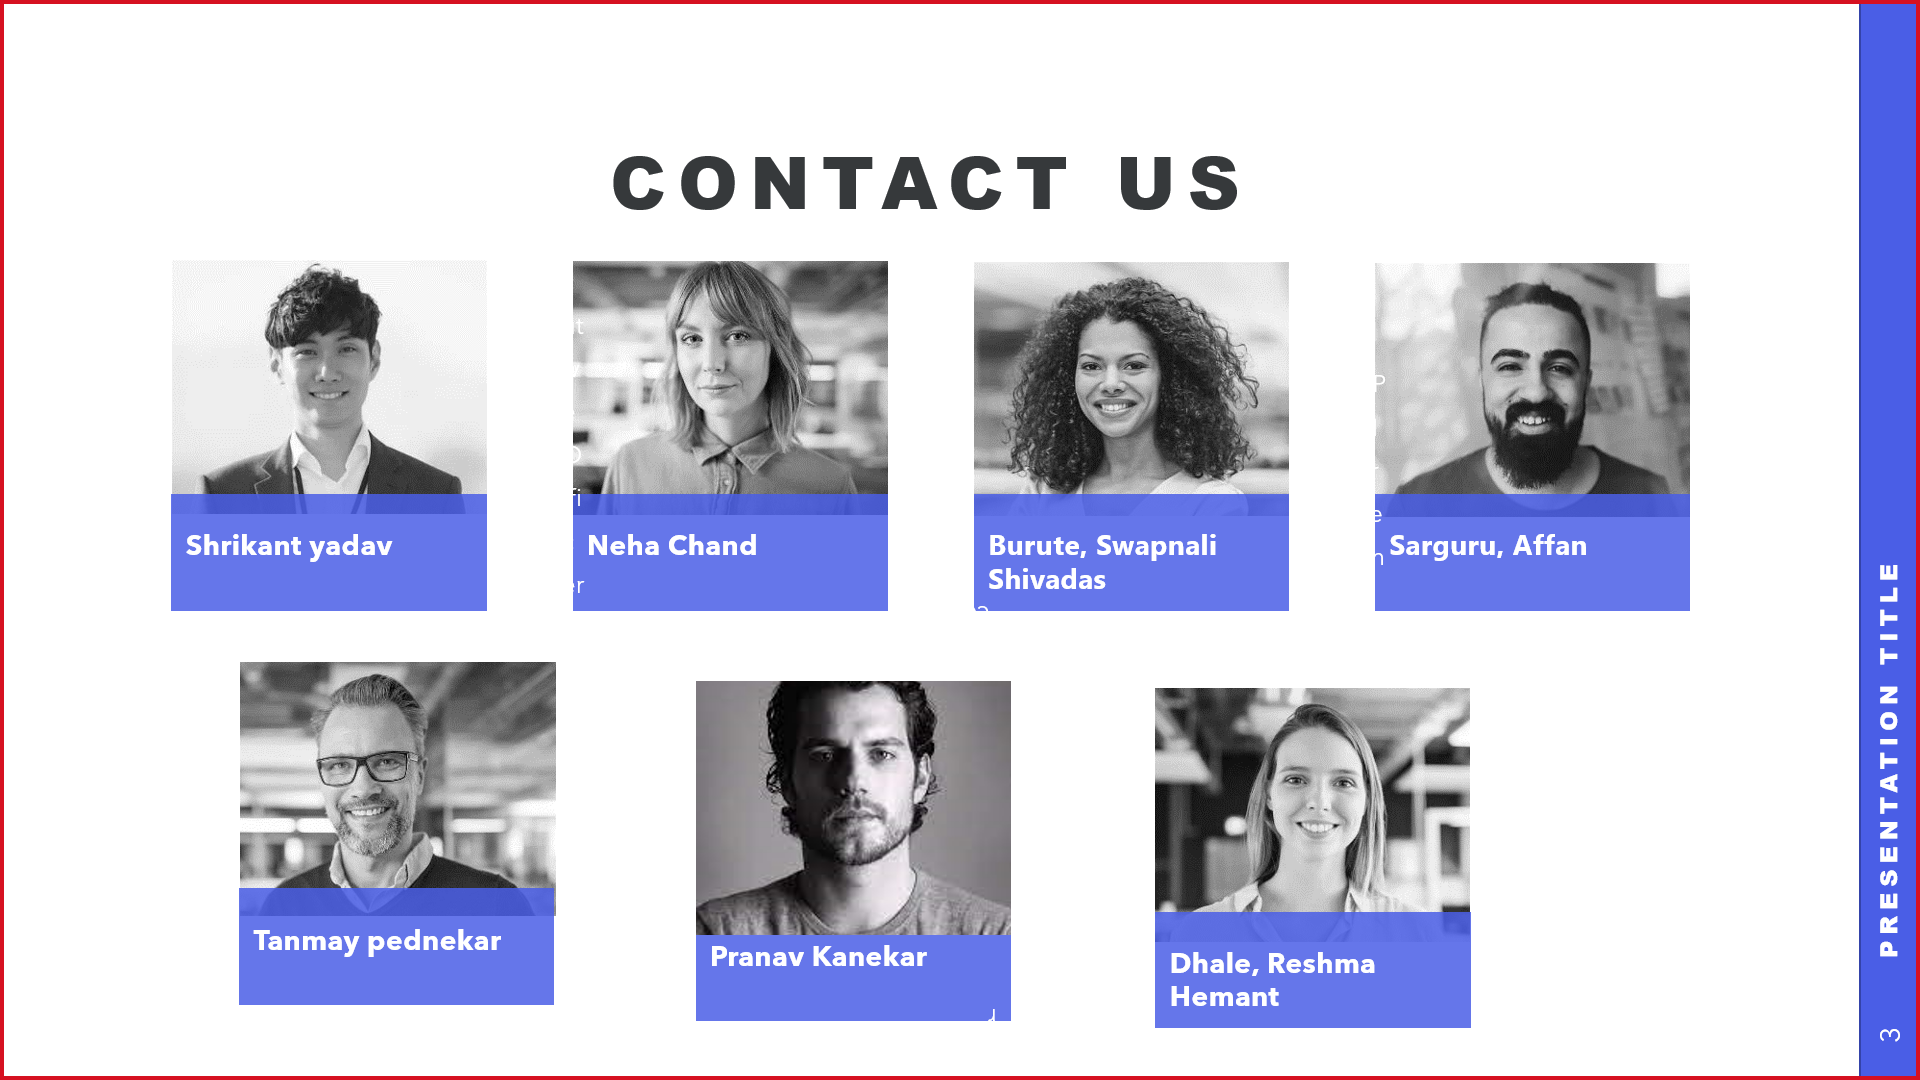 CONTACT US
Shrikant yadav
Neha Chand
Burute, Swapnali
Shivadas
Sarguru, Affan
Tanmay pednekar
Pranav Kanekar
Dhale, Reshma
Hemant
PRESENTATION TITLE
3